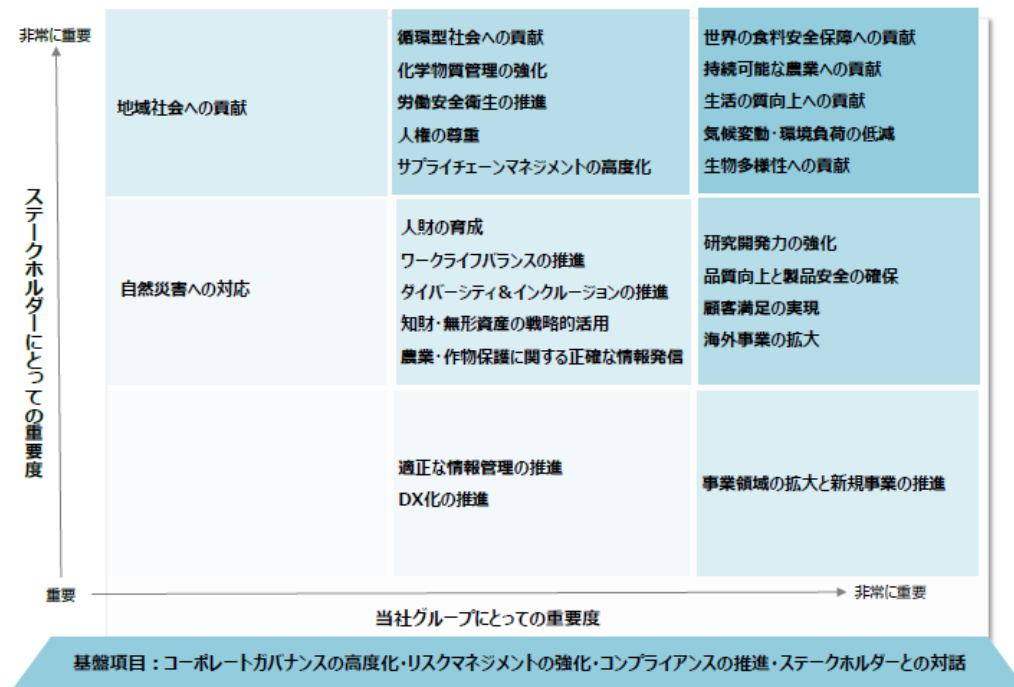 非常に重要
地域社会への貢献
循環型社会への貢献
化学物質管理の強化
労働安全衛生の推進
人権の尊重
サプライチェーンマネジメントの高度化
世界の食料安全保障への貢献
持続可能な農業への貢献
生活の質向上への貢献
気候変動・環境負荷の低減
生物多様性への貢献
ステークホルダーにとっての重要度
自然災害への対応
人財の育成
ワークライフバランスの推進
ダイバーシティ&インクルージョンの推進
知財・無形資産の戦略的活用
農業・作物保護に関する正確な情報発信
研究開発力の強化
品質向上と製品安全の確保
顧客満足の実現
海外事業の拡大
適正な情報管理の推進
DX化の推進
事業領域の拡大と新規事業の推進
重要
非常に重要
当社グループにとっての重要度
基盤項目：コーポレートガバナンスの高度化・リスクマネジメントの強化・コンプライアンスの推進・ステークホルダーとの対話